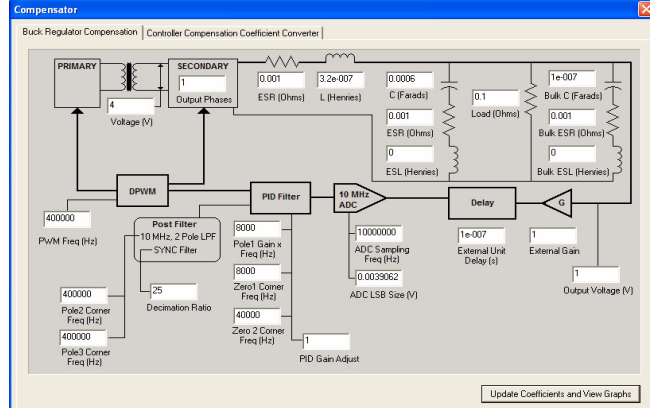 Compensator
Buck Regulator Compensation
Controller Compensation Coefficient Converter
PRIMARY
SECONDARY
1
Output Phases
4
Voltage (V)
0.001
ESR (Ohms)
3.2e-007
L (Henries)
0.0006
C (Farads)
0.001
ESR (Ohms)
0
ESL (Henries)
0.1
Load (Ohms)
1e-007
Bulk C (Farads)
0.001
Bulk ESR (Ohms)
0
Bulk ESL (Henries)
DPWM
PID Filter
10 MHz
ADC
Delay
G
400000
PWM Freq (Hz)
Post Filter
10 MHz, 2 Pole LPF
SYNC Filter
400000
Pole2 Corner
Freq (Hz)
400000
Pole3 Corner
Freq (Hz)
25
Decimation Ratio
8000
Pole1 Gain x
Freq (Hz)
8000
Zero1 Corner
Freq (Hz)
40000
Zero 2 Corner
Freq (Hz)
1
PID Gain Adjust
10000000
ADC Sampling
Freq (Hz)
0.0039062
ADC LSB Size (V)
1e-007
External Unit
Delay (s)
1
External Gain
1
Output Voltage (V)
Update Coefficients and View Graphs